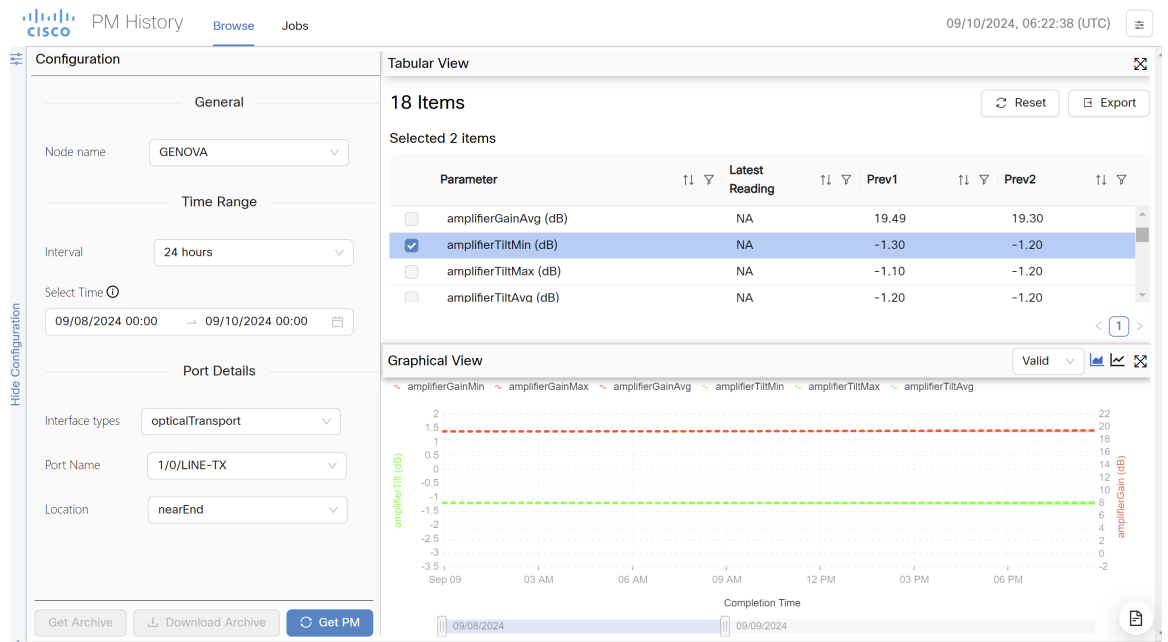 CISCO
PM History
Browse
Jobs
09/10/2024, 06:22:38 (UTC)
Hide Configuration
Configuration
General
Node name
GENOVA
Time Range
Interval
24 hours
Select Time
09/08/2024 00:00 → 09/10/2024 00:00
Port Details
Interface types
opticalTransport
Port Name
1/0/LINE-TX
Location
nearEnd
Get Archive
Download Archive
Get PM
Tabular View
18 Items
Reset
Export
Selected 2 items
Parameter
Latest Reading
Prev1
Prev2
amplifierGainAvg (dB) NA 19.49 19.30
amplifierTiltMin (dB) NA -1.30 -1.20
amplifierTiltMax (dB) NA -1.10 -1.20
amplifierTiltAvg (dB) NA -1.20 -1.20
< 1 >
Graphical View
Valid
amplifierGainMin amplifierGainMax amplifierGainAvg amplifierTiltMin amplifierTiltMax amplifierTiltAvg
amplifierTilt (dB)
2
1.5
1
0.5
0
-0.5
-1
-1.5
-2
-2.5
-3
-3.5
22
20
18
16
14
12
10
8
6
4
2
0
-2
amplifierGain (dB)
Sep 09 03 AM 06 AM 09 AM 12 PM 03 PM 06 PM
Completion Time
09/08/2024
09/09/2024